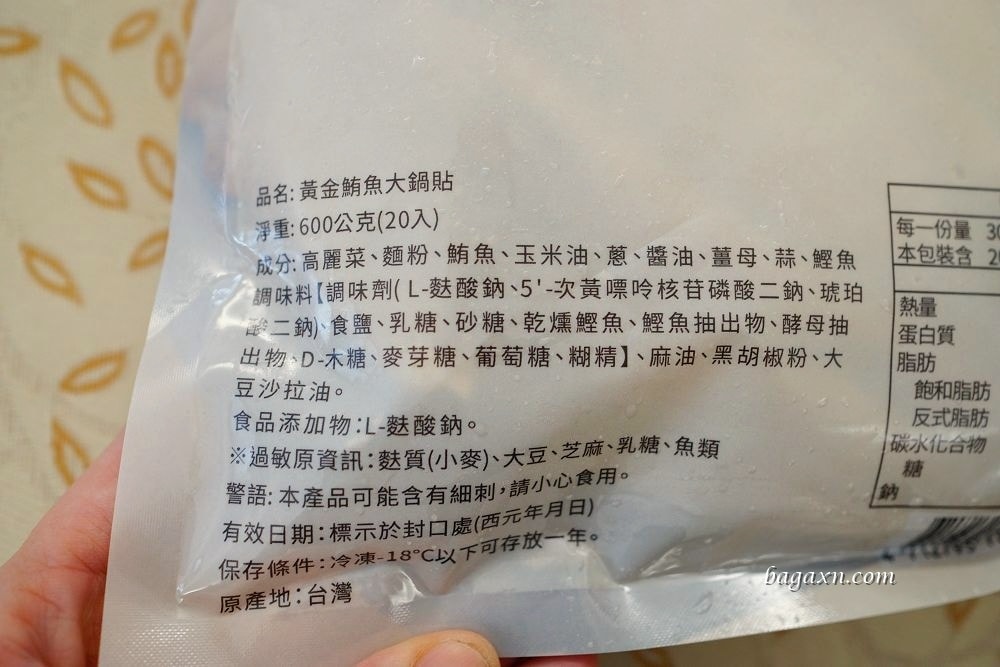 品名: 黃金鮪魚大鍋貼
淨重: 600公克(20入)
成分: 高麗菜、麵粉、鮪魚、玉米油、蔥、醬油、薑母、蒜、鰹魚
調味料【調味劑( L-麩酸鈉、5'-次黃嘌呤核苷磷酸二鈉、琥珀
酸二鈉)、食鹽、乳糖、砂糖、乾燻鰹魚、鰹魚抽出物、酵母抽
出物、D-木糖、麥芽糖、葡萄糖、糊精】、麻油、黑胡椒粉、大
豆沙拉油。
食品添加物:L-麩酸鈉。
※過敏原資訊:麩質(小麥)、大豆、芝麻、乳糖、魚類
警語: 本產品可能含有細刺,請小心食用。
有效日期:標示於封口處(西元年月日)
保存條件:冷凍-18°C以下可存放一年。
原產地:台灣
每一份量
本包裝含
熱量
蛋白質
脂肪
飽和脂肪
反式脂肪
碳水化合物
糖
鈉
bagaxn.com